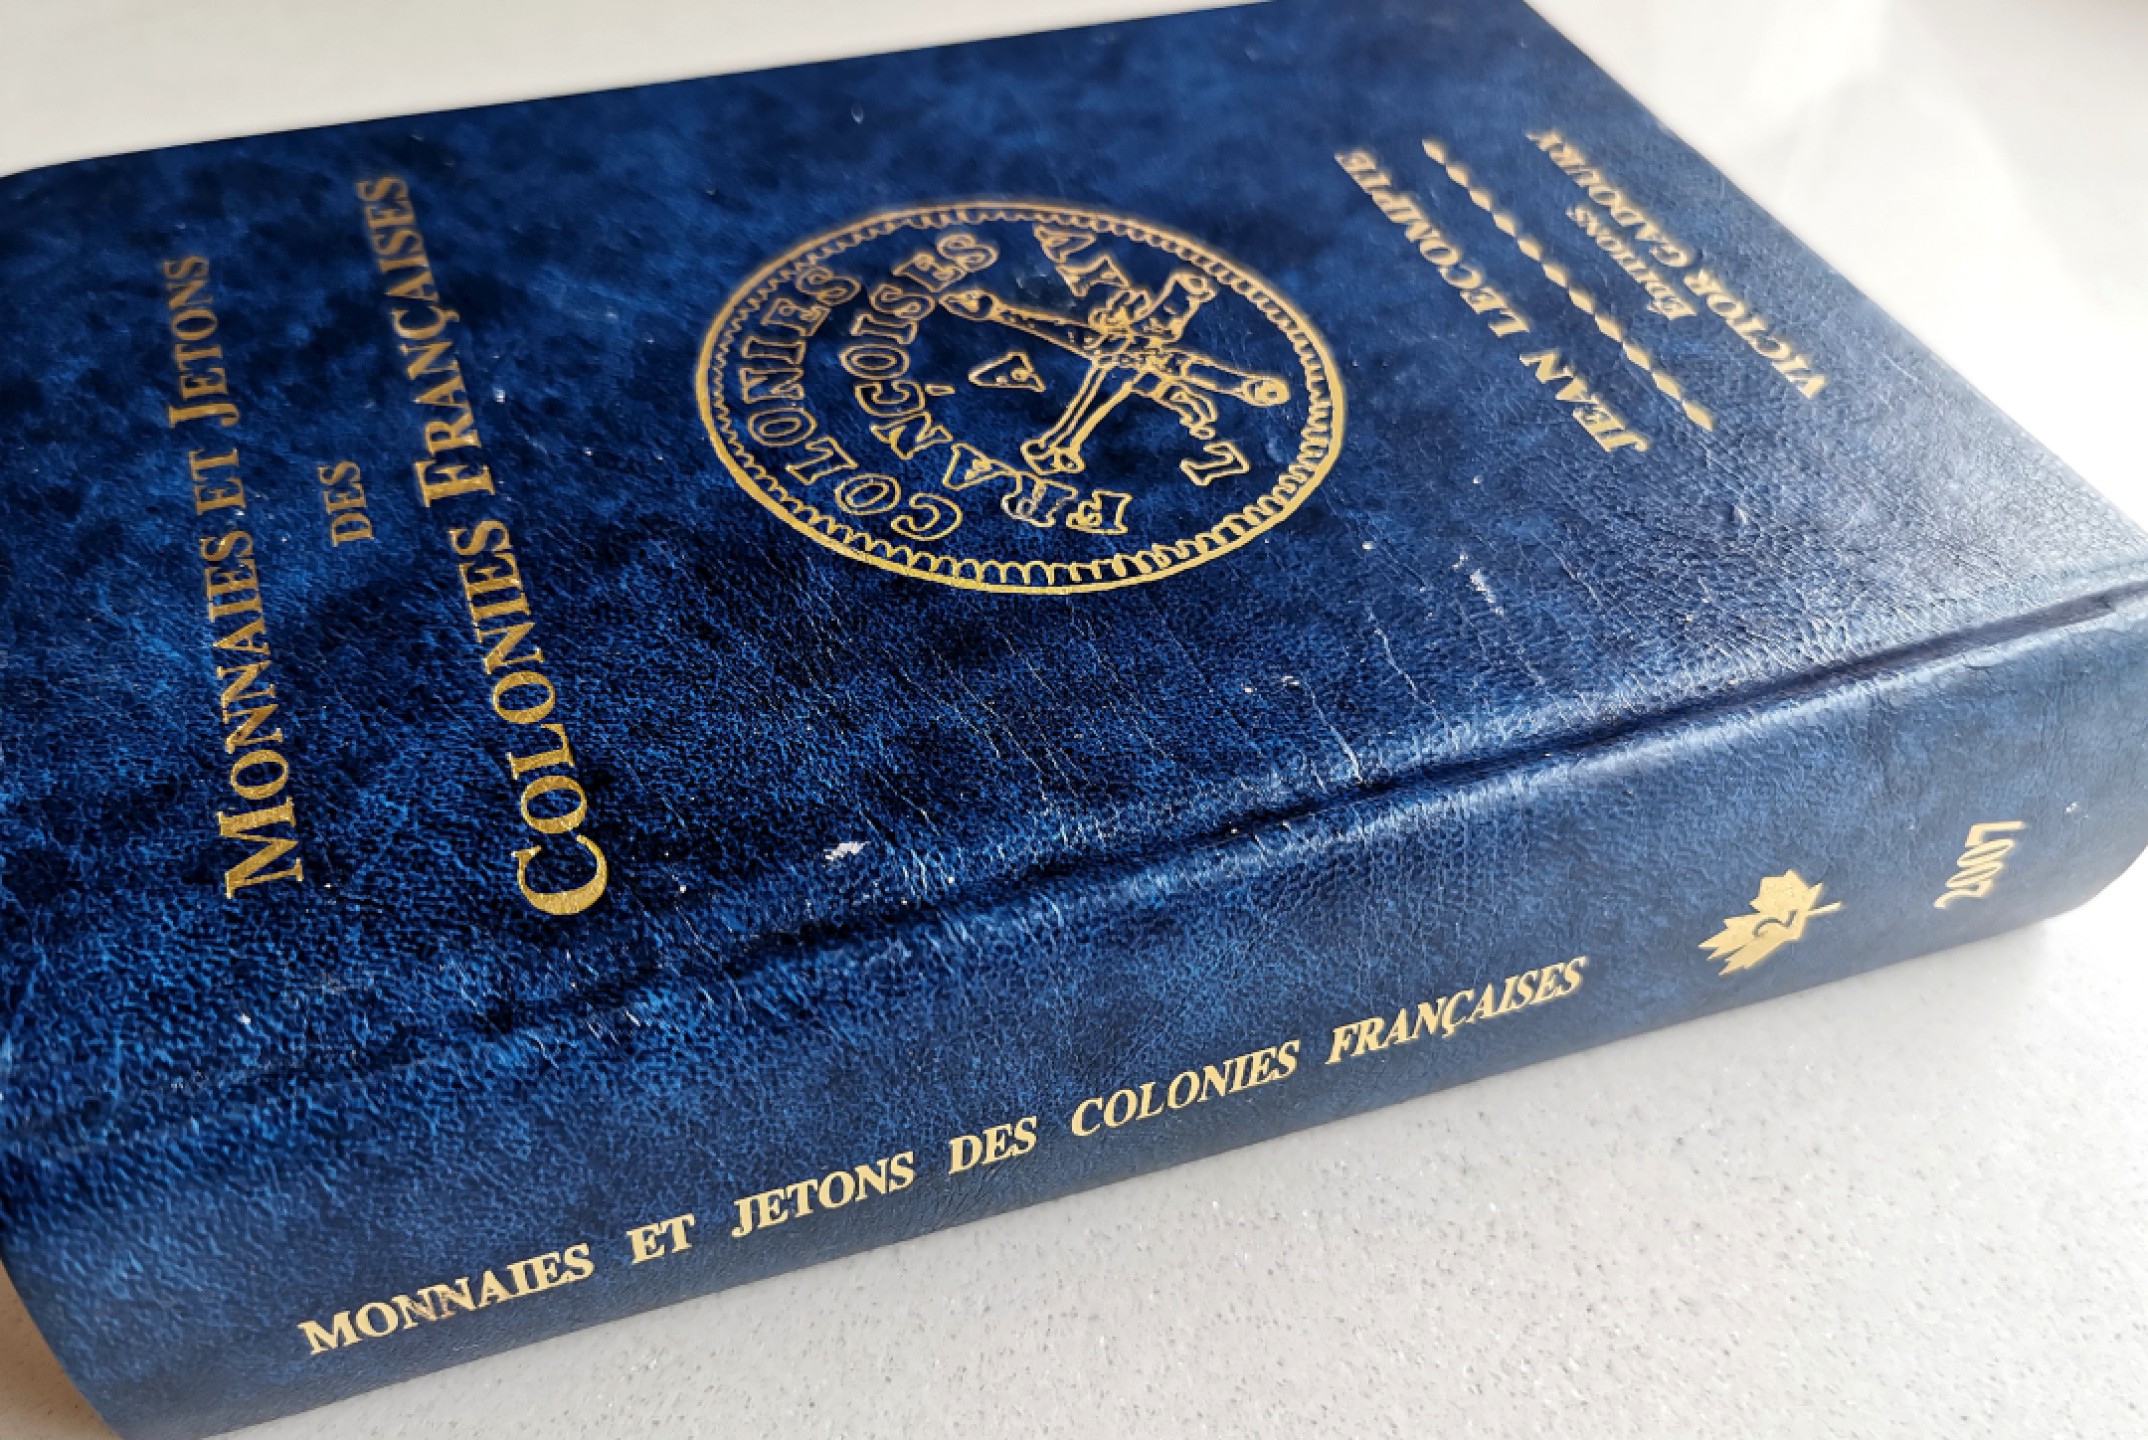 MONNAIES ET JETONS
DES
COLONIES FRANÇAISES
COLONIES
FRANÇOISES
L
XV
A
JEAN LECOMPTE
ÉDITIONS
VICTOR GADOURY
MONNAIES ET JETONS DES COLONIES FRANÇAISES
2007